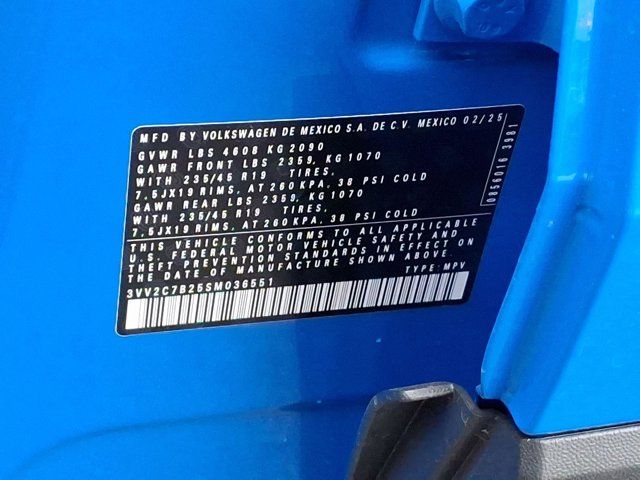 MFD BY VOLKSWAGEN DE MEXICO S.A. DE C.V. MEXICO 02/25
GVWR LBS 4608 KG 2090
GAWR FRONT LBS 2359, KG 1070
WITH 235/45 R19 TIRES,
7.5JX19 RIMS, AT 260 KPA, 38 PSI COLD
GAWR REAR LBS 2359, KG 1070
WITH 235/45 R19 TIRES,
7.5JX19 RIMS, AT 260 KPA, 38 PSI COLD
THIS VEHICLE CONFORMS TO ALL APPLICABLE
U.S. FEDERAL MOTOR VEHICLE SAFETY AND
THEFT PREVENTION STANDARDS IN EFFECT ON
THE DATE OF MANUFACTURE SHOWN ABOVE.
3VV2C7B25SM036551 TYPE: MPV
0856016 3981